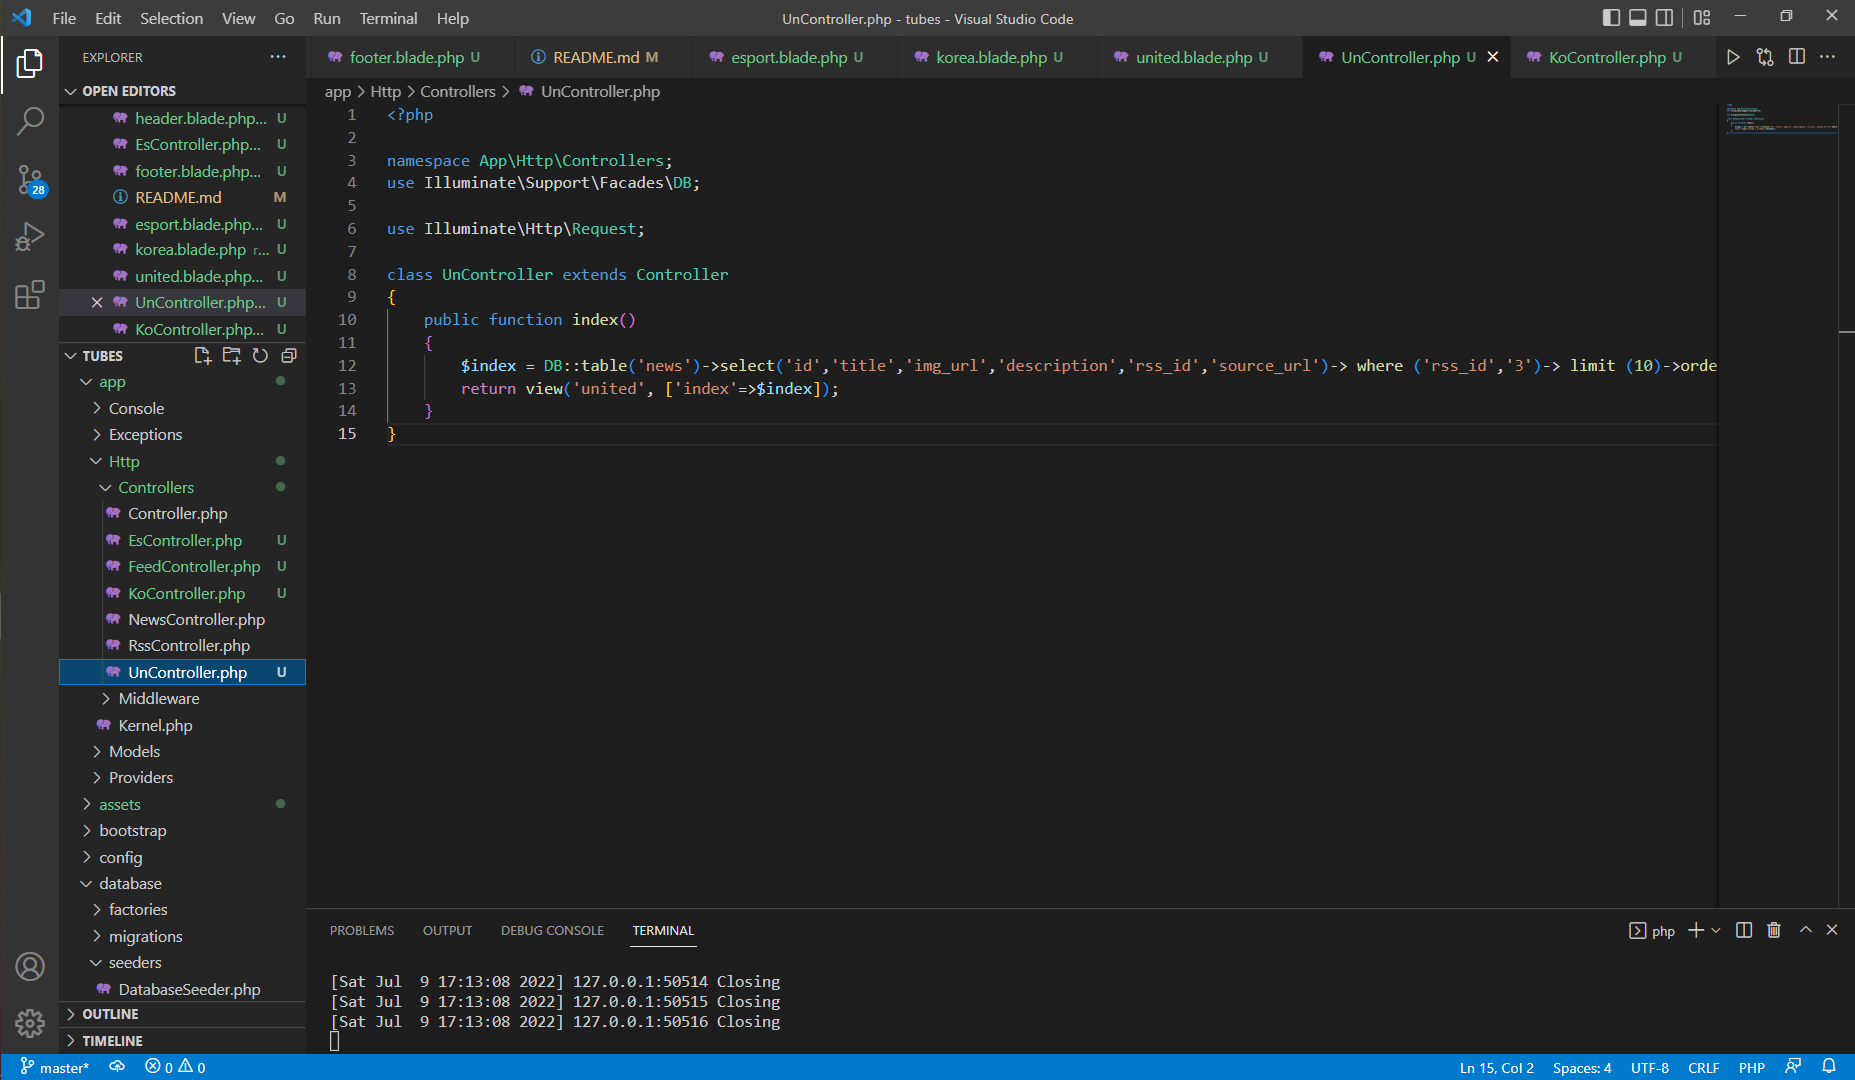 File Edit Selection View Go Run Terminal Help
UnController.php - tubes - Visual Studio Code
EXPLORER
footer.blade.php U
README.md M
esport.blade.php U
korea.blade.php U
united.blade.php U
UnController.php U
KoController.php U
OPEN EDITORS
header.blade.php... U
EsController.php... U
footer.blade.php... U
README.md M
esport.blade.php... U
korea.blade.php r... U
united.blade.php... U
UnController.php... U
KoController.php... U
28
TUBES
app
Console
Exceptions
Http
Controllers
Controller.php
EsController.php U
FeedController.php U
KoController.php U
NewsController.php
RssController.php
UnController.php U
Middleware
Kernel.php
Models
Providers
assets
bootstrap
config
database
factories
migrations
seeders
DatabaseSeeder.php
OUTLINE
TIMELINE
app > Http > Controllers > UnController.php
1 <?php
2
3 namespace App\Http\Controllers;
4 use Illuminate\Support\Facades\DB;
5
6 use Illuminate\Http\Request;
7
8 class UnController extends Controller
9 {
10 public function index()
11 {
12 $index = DB::table('news')->select('id','title','img_url','description','rss_id','source_url')-> where ('rss_id','3')-> limit (10)->orde
13 return view('united', ['index'=>$index]);
14 }
15 }
PROBLEMS OUTPUT DEBUG CONSOLE TERMINAL
php
[Sat Jul  9 17:13:08 2022] 127.0.0.1:50514 Closing
[Sat Jul  9 17:13:08 2022] 127.0.0.1:50515 Closing
[Sat Jul  9 17:13:08 2022] 127.0.0.1:50516 Closing
master* 0 0
Ln 15, Col 2 Spaces: 4 UTF-8 CRLF PHP